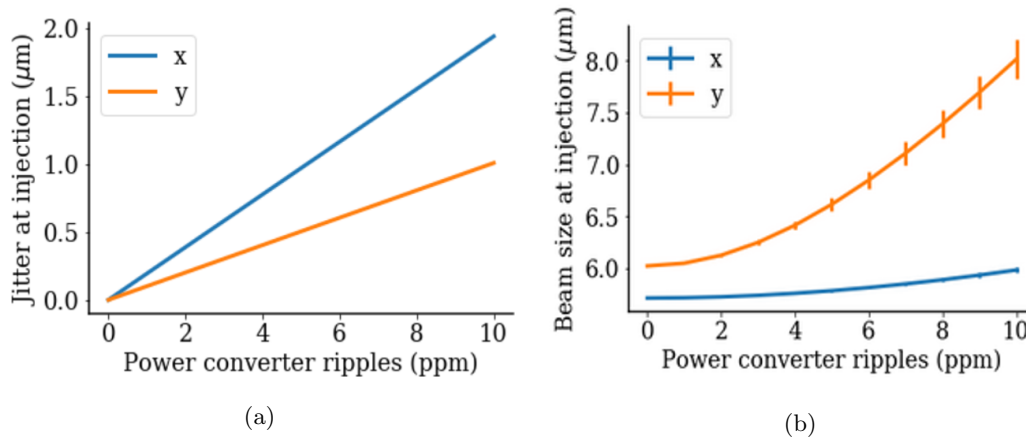 Jitter at injection (μm)
2.0
1.5
1.0
0.5
0.0
x
y
0 2 4 6 8 10
Power converter ripples (ppm)
(a)
Beam size at injection (μm)
8.0
7.5
7.0
6.5
6.0
x
y
0 2 4 6 8 10
Power converter ripples (ppm)
(b)